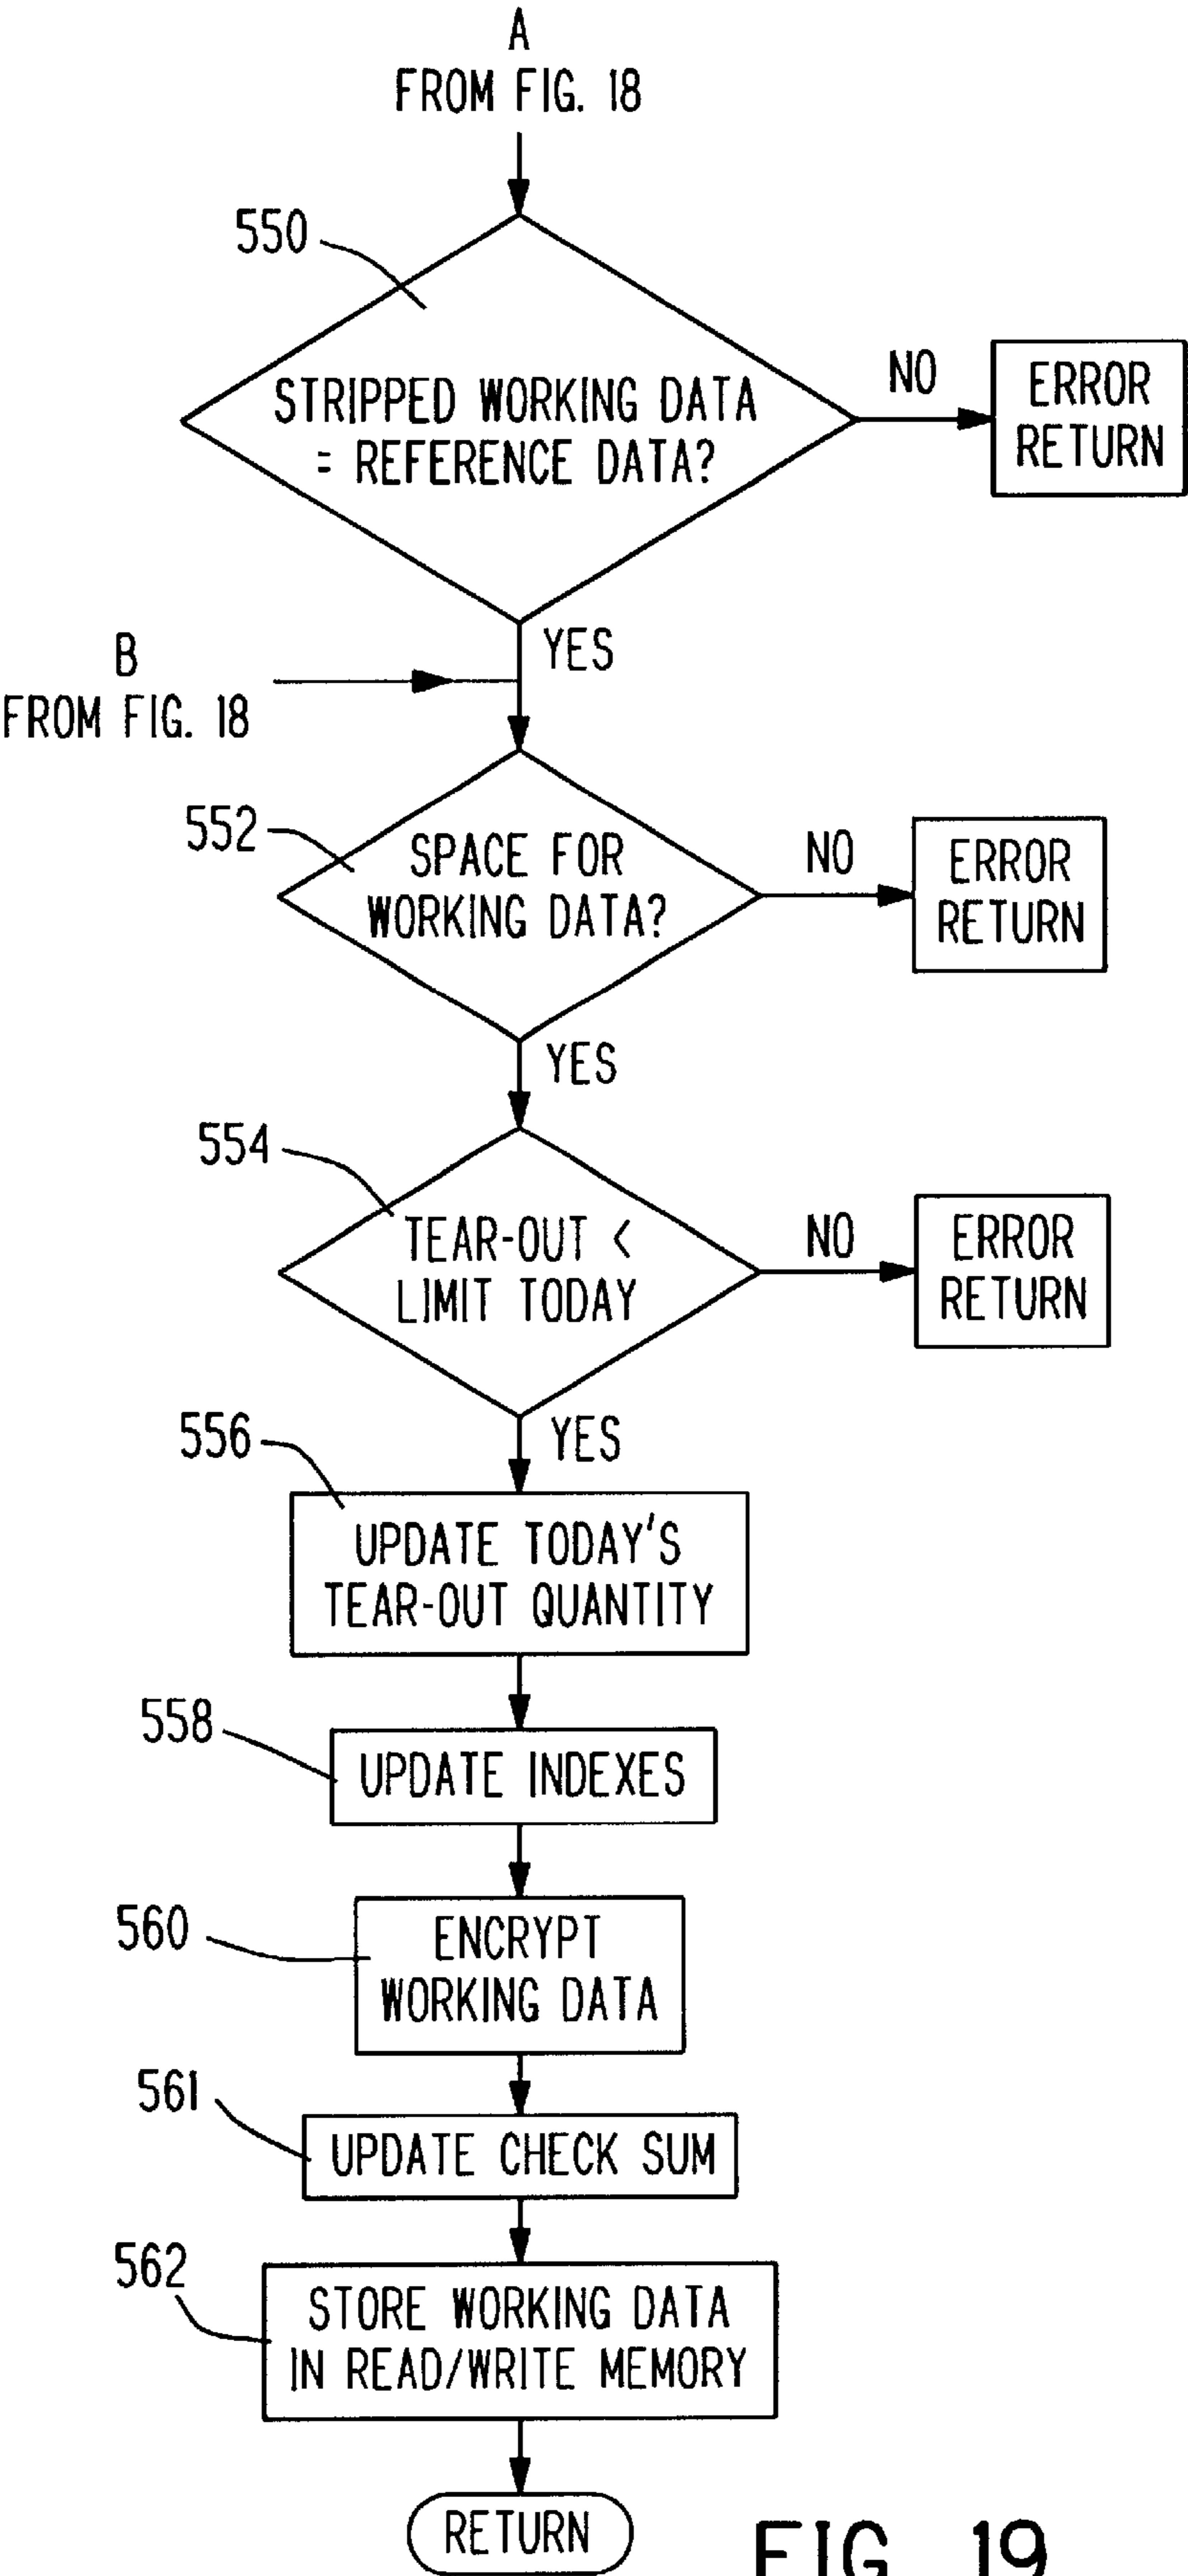 A
FROM FIG. 18
550
STRIPPED WORKING DATA
= REFERENCE DATA?
NO
ERROR
RETURN
YES
B
FROM FIG. 18
552
SPACE FOR
WORKING DATA?
NO
ERROR
RETURN
YES
554
TEAR-OUT <
LIMIT TODAY
NO
ERROR
RETURN
YES
556
UPDATE TODAY'S
TEAR-OUT QUANTITY
558
UPDATE INDEXES
560
ENCRYPT
WORKING DATA
561
UPDATE CHECK SUM
562
STORE WORKING DATA
IN READ/WRITE MEMORY
RETURN
FIG. 19